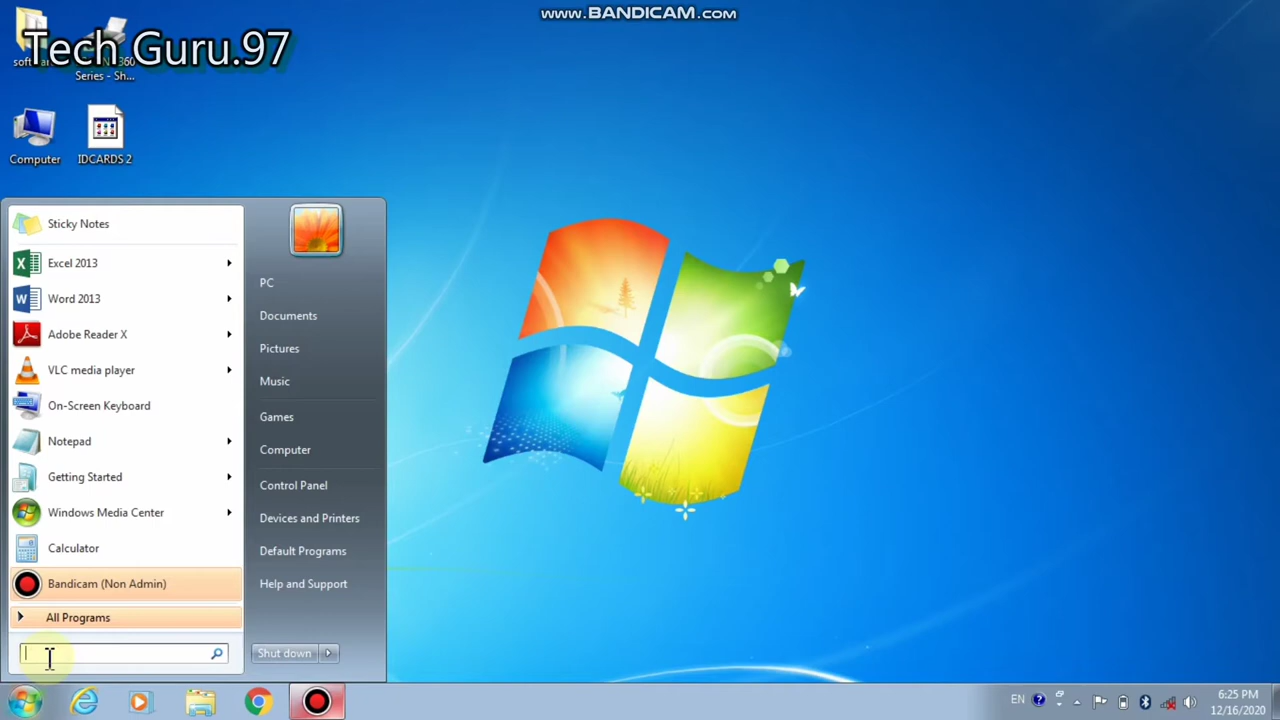 www.BANDICAM.com
Tech Guru.97
Series - Sh...
Computer
IDCARDS 2
Sticky Notes
Excel 2013
Word 2013
Adobe Reader X
VLC media player
On-Screen Keyboard
Notepad
Getting Started
Windows Media Center
Calculator
Bandicam (Non Admin)
All Programs
PC
Documents
Pictures
Music
Games
Computer
Control Panel
Devices and Printers
Default Programs
Help and Support
Shut down
EN
6:25 PM
12/16/2020